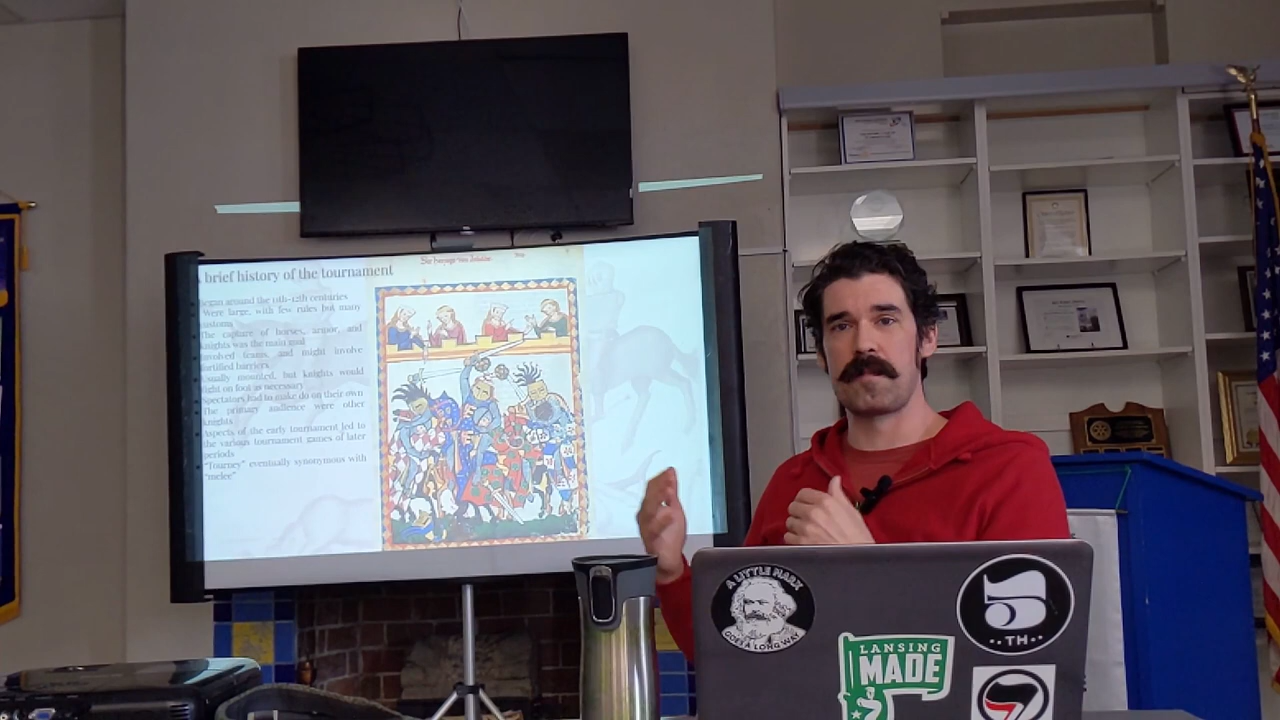 brief history of the tournament
began around the 11th-12th centuries
Were large, with few rules but many
customs
The capture of horses, armor, and
knights was the main goal
Involved teams, and might involve
fortified barriers
Usually mounted, but knights would
fight on foot as necessary
Spectators had to make do on their own
The primary audience were other
knights
Aspects of the early tournament led to
the various tournament games of later
periods
"Tourney" eventually synonymous with
"melee"
A LITTLE MARX
GOES A LONG WAY
5
TH
LANSING
MADE